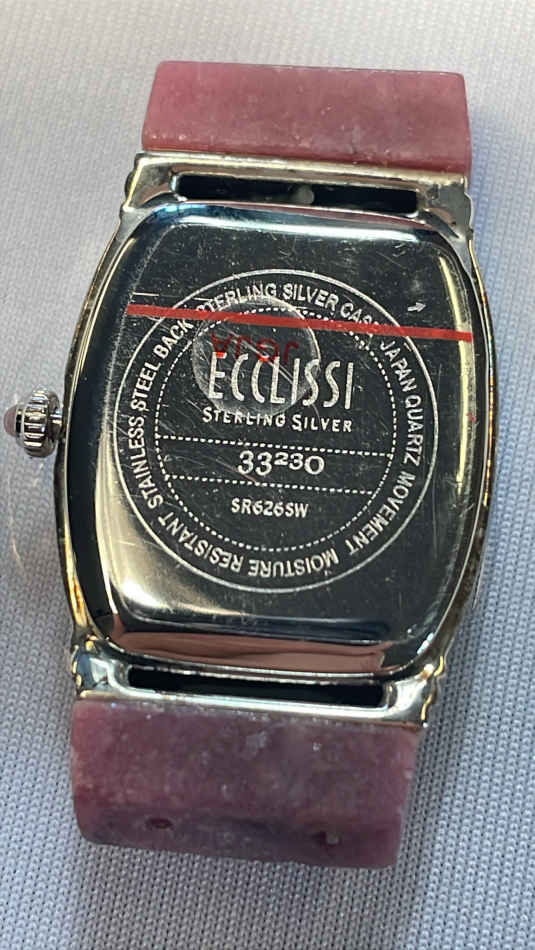 STERLING SILVER CASE JAPAN QUARTZ MOVEMENT MOISTURE RESISTANT STAINLESS STEEL BACK
ECCLISSI
STERLING SILVER
33230
SR626SW